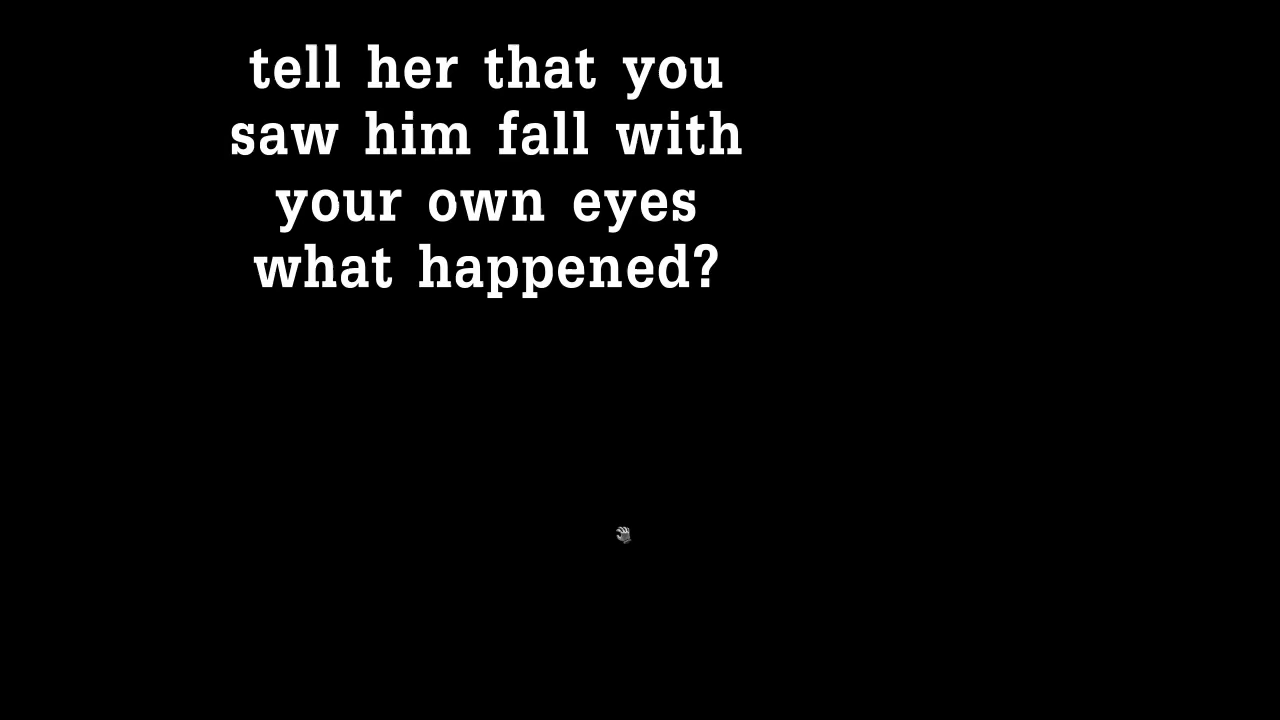 tell her that you
saw him fall with
your own eyes
what happened?